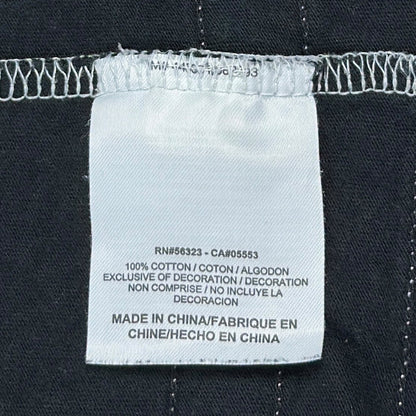 RN#56323 - CA#05553
100% COTTON / COTON / ALGODON
EXCLUSIVE OF DECORATION / DECORATION
NON COMPRISE / NO INCLUYE LA
DECORACION
MADE IN CHINA/FABRIQUE EN
CHINE/HECHO EN CHINA